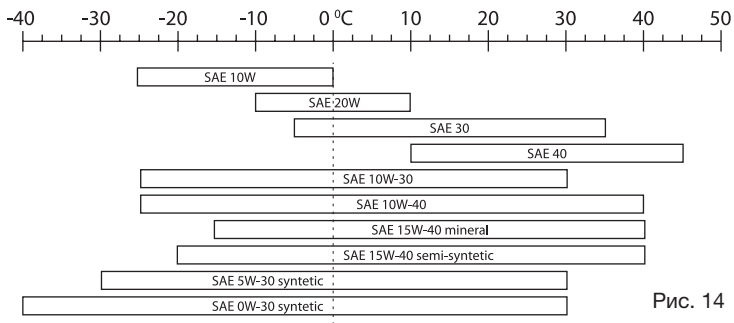 -40 -30 -20 -10 0 °C 10 20 30 40 50
SAE 10W
SAE 20W
SAE 30
SAE 40
SAE 10W-30
SAE 10W-40
SAE 15W-40 mineral
SAE 15W-40 semi-syntetic
SAE 5W-30 syntetic
SAE 0W-30 syntetic
Рис. 14